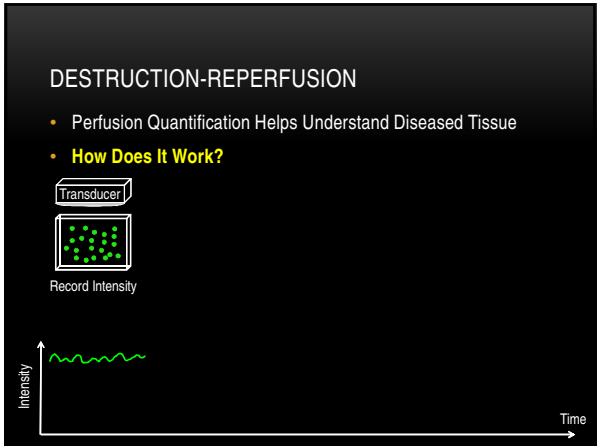 DESTRUCTION-REPERFUSION
• Perfusion Quantification Helps Understand Diseased Tissue
• How Does It Work?
Transducer
Record Intensity
Intensity
Time